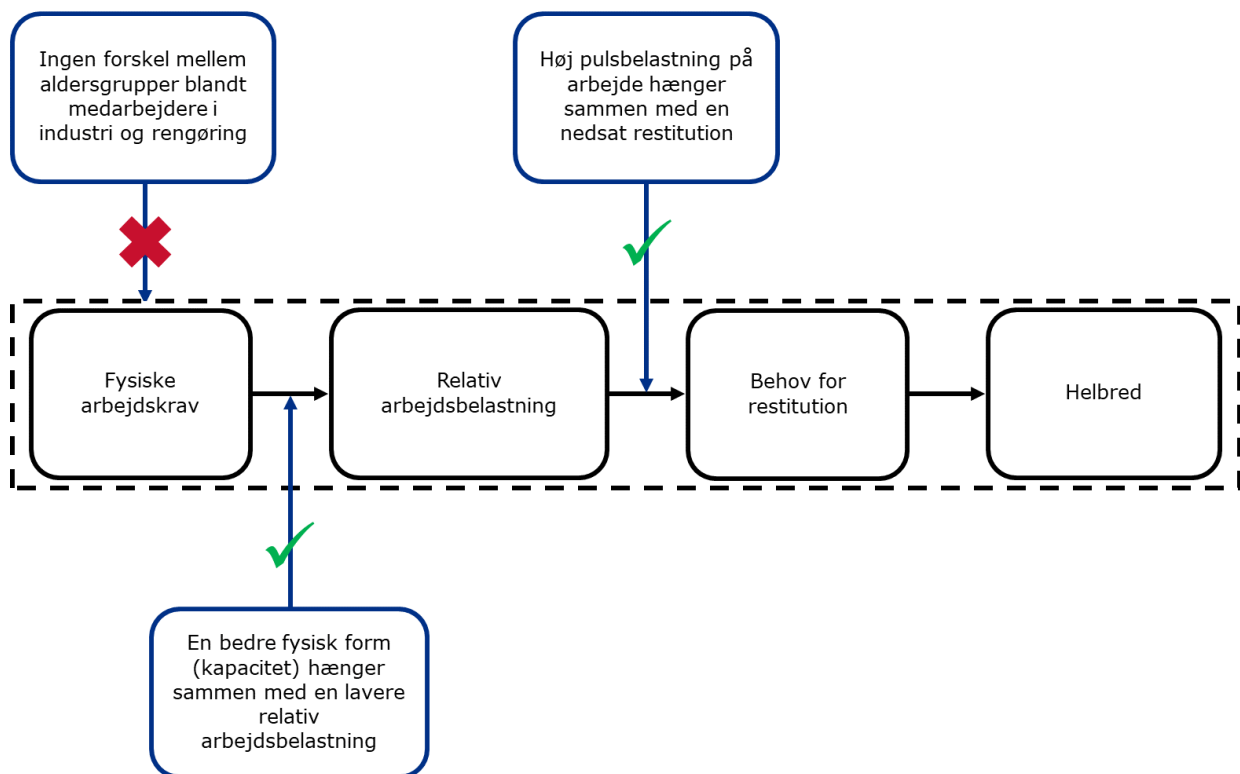 Ingen forskel mellem
aldersgrupper blandt
medarbejdere i
industri og rengøring
Høj pulsbelastning på
arbejde hænger
sammen med en
nedsat restitution
Fysiske
arbejdskrav
Relativ
arbejdsbelastning
Behov for
restitution
Helbred
En bedre fysisk form
(kapacitet) hænger
sammen med en lavere
relativ
arbejdsbelastning